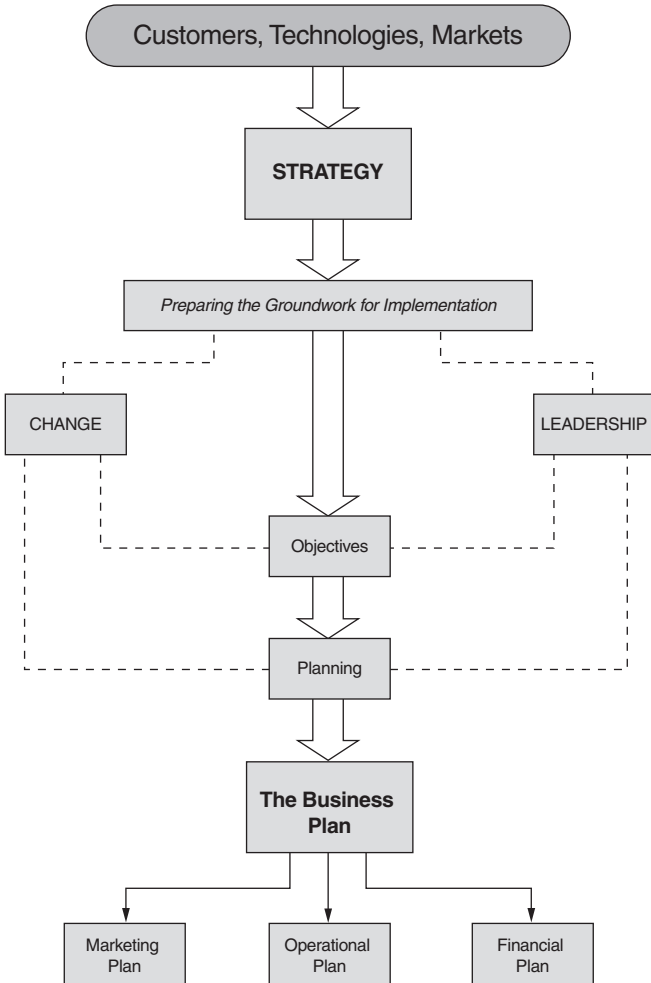 Customers, Technologies, Markets
STRATEGY
Preparing the Groundwork for Implementation
CHANGE
LEADERSHIP
Objectives
Planning
The Business
Plan
Marketing
Plan
Operational
Plan
Financial
Plan